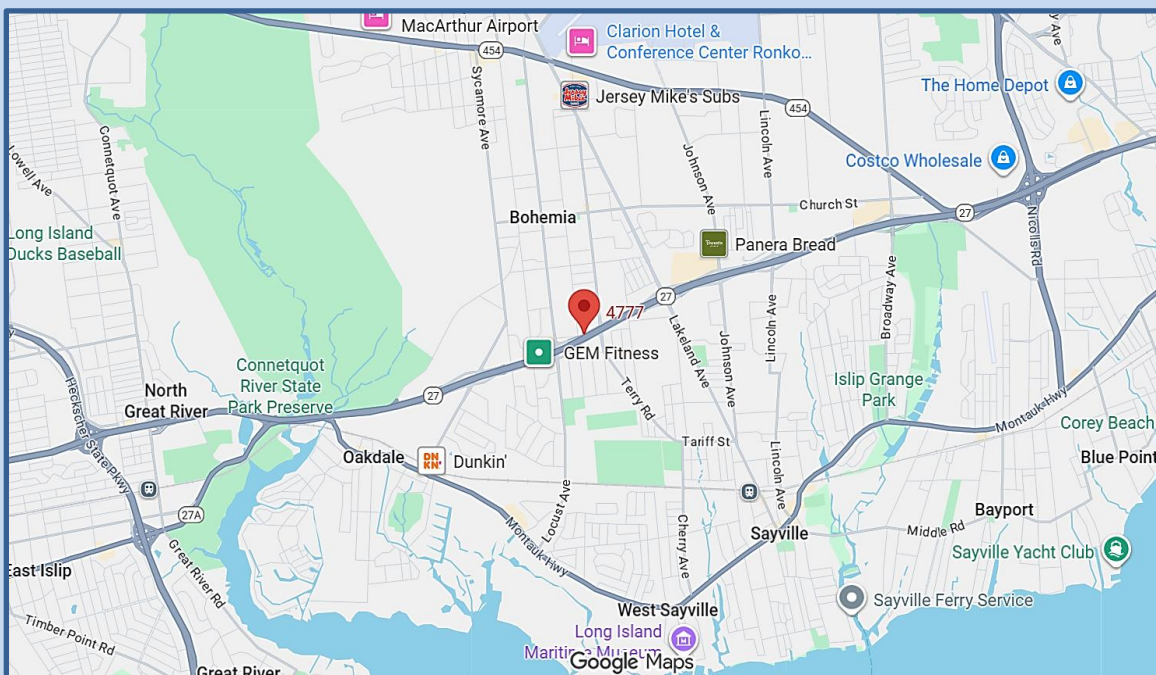 MacArthur Airport
Clarion Hotel &
Conference Center Ronko...
454
Sycamore Ave
The Home Depot
Jersey Mike's Subs
454
Connetquot Ave
Lowell Ave
Johnson Ave
Lincoln Ave
Costco Wholesale
Church St
Bohemia
27
Nicolls Rd
Long Island
Ducks Baseball
Panera Bread
Broadway Ave
27
4777
Lincoln Ave
Lakeland Ave
Johnson Ave
GEM Fitness
Connetquot
River State
Park Preserve
North
Great River
27
Heckscher State Pkwy
Terry Rd
Islip Grange
Park
Montauk Hwy
Corey Beach
Tariff St
Oakdale
DN
KN'
Dunkin'
Lincoln Ave
Blue Point
27A
Locust Ave
Montauk Hwy
Cherry Ave
Sayville
Middle Rd
Bayport
Sayville Yacht Club
East Islip
Great River Rd
West Sayville
Sayville Ferry Service
Timber Point Rd
Long Island
Maritime Museum
Google Maps
Great River